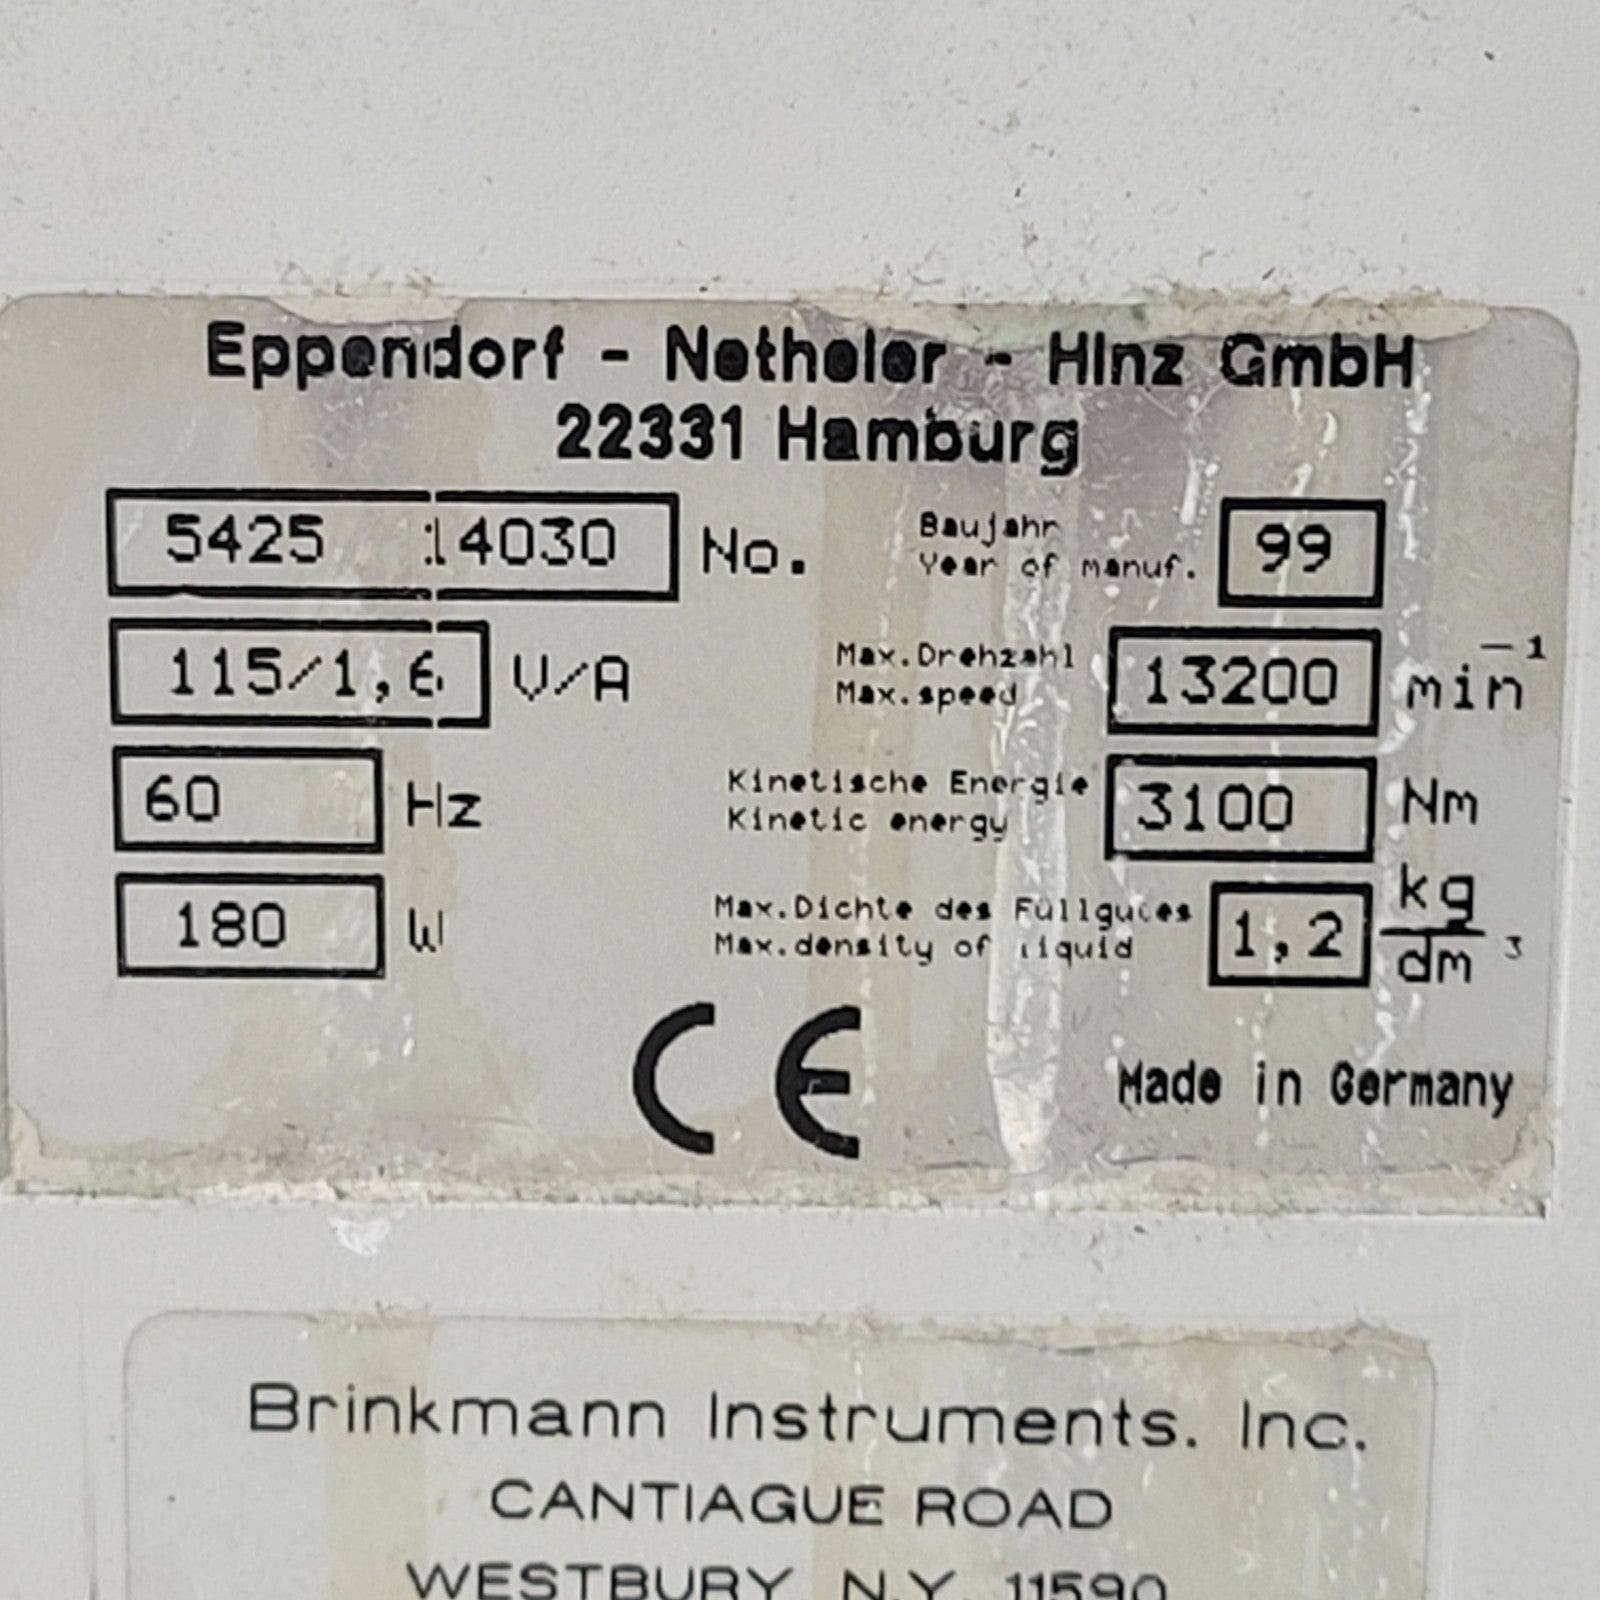 Eppendorf - Netheler - Hinz GmbH
22331 Hamburg
5425 14030 No.
Baujahr
Year of manuf. 99
115/1,6 V/A
Max.Drehzahl
Max.speed 13200 min⁻¹
60 Hz
Kinetische Energie
Kinetic energy 3100 Nm
180 W
Max.Dichte des Füllgutes
Max.density of liquid 1,2 kg/dm³
CE
Made in Germany
Brinkmann Instruments. Inc.
CANTIAGUE ROAD
WESTBURY, N.Y. 11590